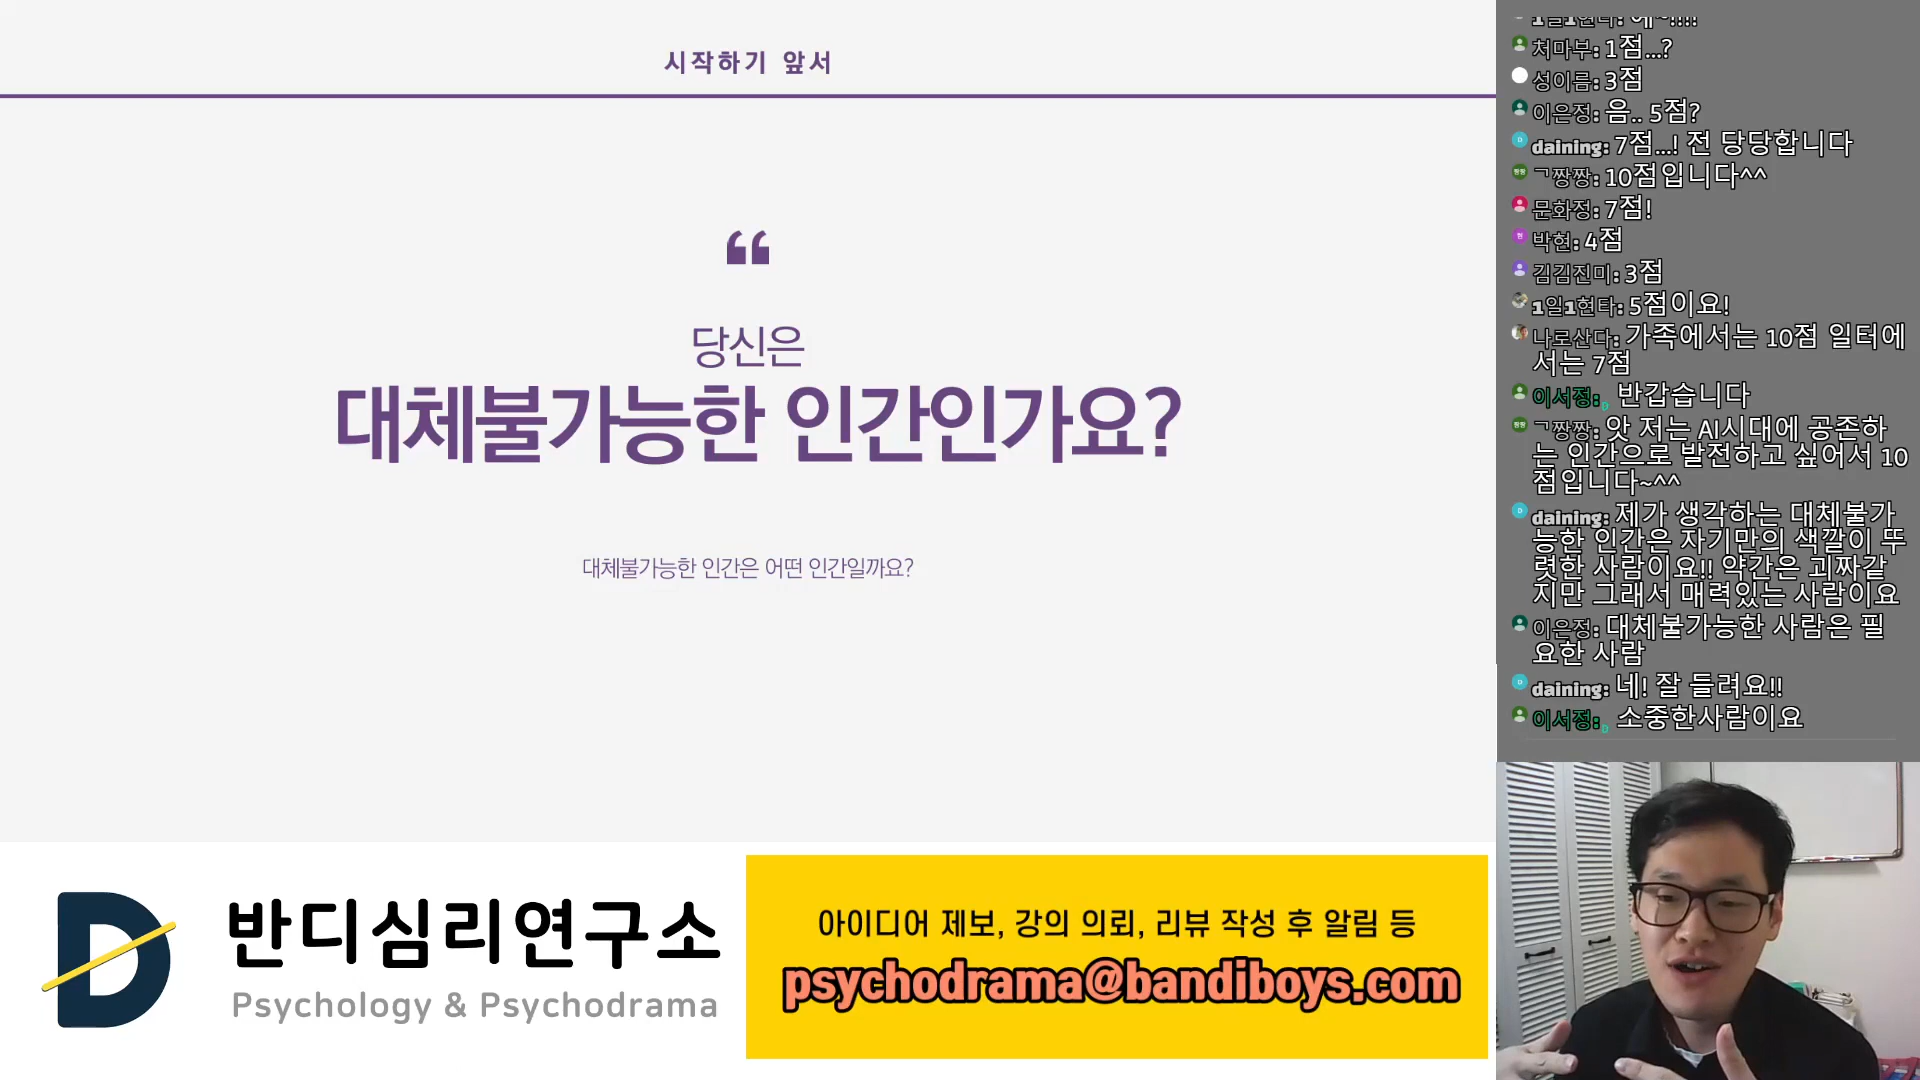 시작하기 앞서
“
당신은
대체불가능한 인간인가요?
대체불가능한 인간은 어떤 인간일까요?
반디심리연구소
Psychology & Psychodrama
아이디어 제보, 강의 의뢰, 리뷰 작성 후 알림 등
psychodrama@bandiboys.com
1일1현타: 예~!!!!
처마부: 1점...?
성이름: 3점
이은정: 음.. 5점?
daining: 7점...! 전 당당합니다
ㄱ짱짱: 10점입니다^^
문화정: 7점!
박현: 4점
김김진미: 3점
1일1현타: 5점이요!
나로산다: 가족에서는 10점 일터에
서는 7점
이서정: 반갑습니다
ㄱ짱짱: 앗 저는 AI시대에 공존하
는 인간으로 발전하고 싶어서 10
점입니다~^^
daining: 제가 생각하는 대체불가
능한 인간은 자기만의 색깔이 뚜
렷한 사람이요!! 약간은 괴짜같
지만 그래서 매력있는 사람이요
이은정: 대체불가능한 사람은 필
요한 사람
daining: 네! 잘 들려요!!
이서정: 소중한사람이요